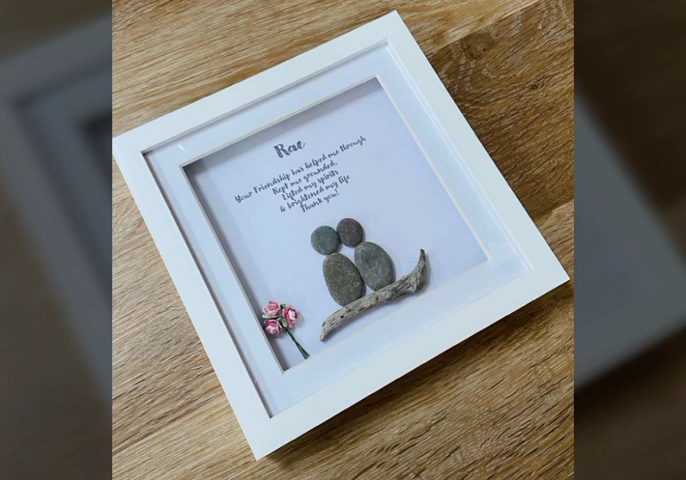 Rae
Your Friendship has helped me through
Kept me grounded,
Lifted my spirits
& brightened my life
Thank you!